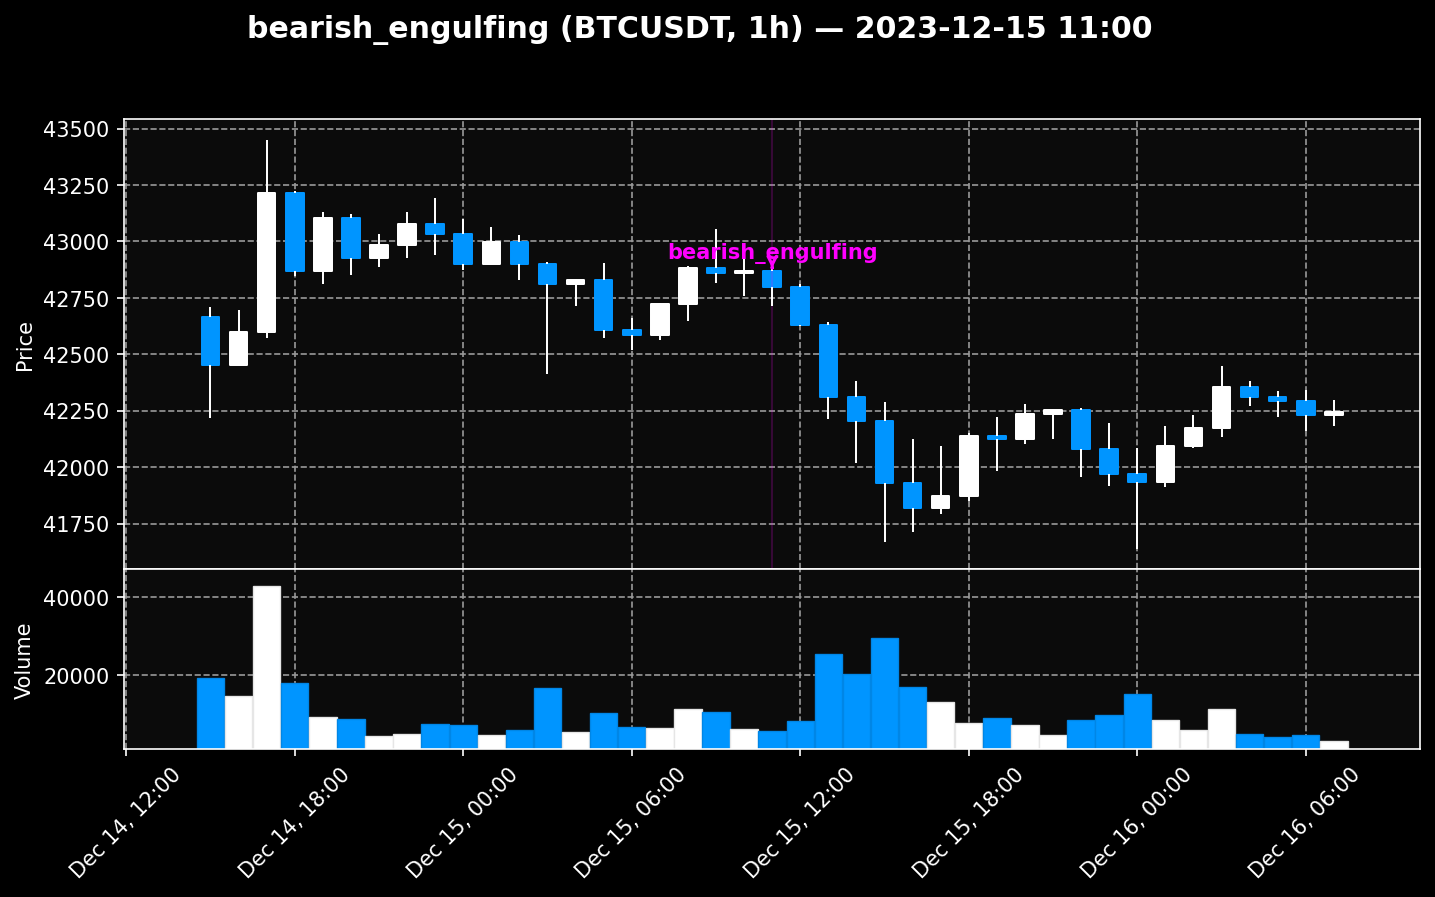 bearish_engulfing (BTCUSDT, 1h) — 2023-12-15 11:00
43500
43250
43000
42750
42500
42250
42000
41750
Price
bearish_engulfing
40000
20000
Volume
Dec 14, 12:00
Dec 14, 18:00
Dec 15, 00:00
Dec 15, 06:00
Dec 15, 12:00
Dec 15, 18:00
Dec 16, 00:00
Dec 16, 06:00